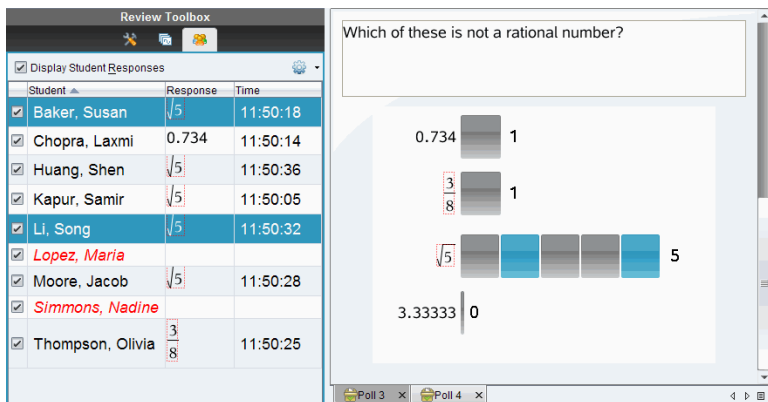 Review Toolbox
Display Student Responses
Student Response Time
Baker, Susan √5 11:50:18
Chopra, Laxmi 0.734 11:50:14
Huang, Shen √5 11:50:36
Kapur, Samir √5 11:50:05
Li, Song √5 11:50:32
Lopez, Maria
Moore, Jacob √5 11:50:28
Simmons, Nadine
Thompson, Olivia 3/8 11:50:25
Which of these is not a rational number?
0.734 1
3/8 1
√5 5
3.33333 0
Poll 3 Poll 4